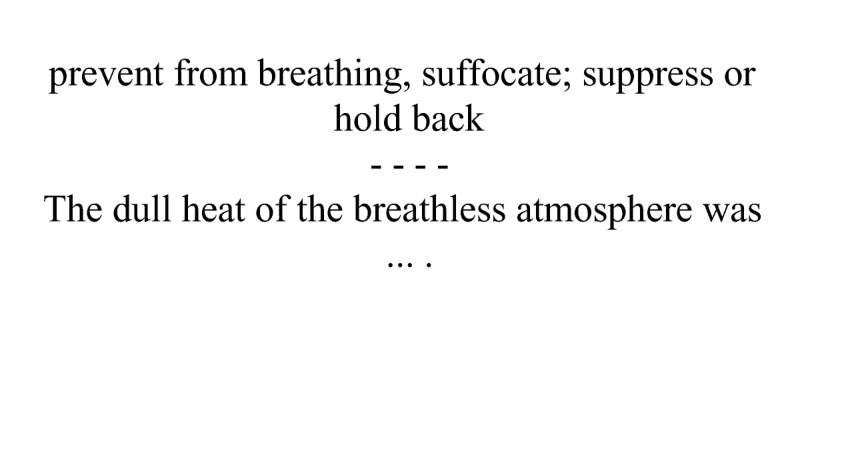 prevent from breathing, suffocate; suppress or
hold back
- - - -
The dull heat of the breathless atmosphere was
... .